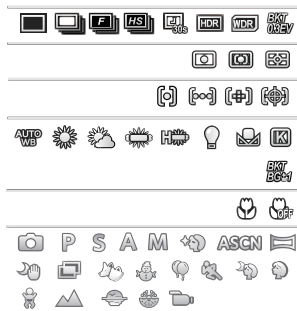 F HS 30s HDR WDR BKT 0.3EV
AUTO WB H K
BKT BG±1
OFF
P S A M ASCN